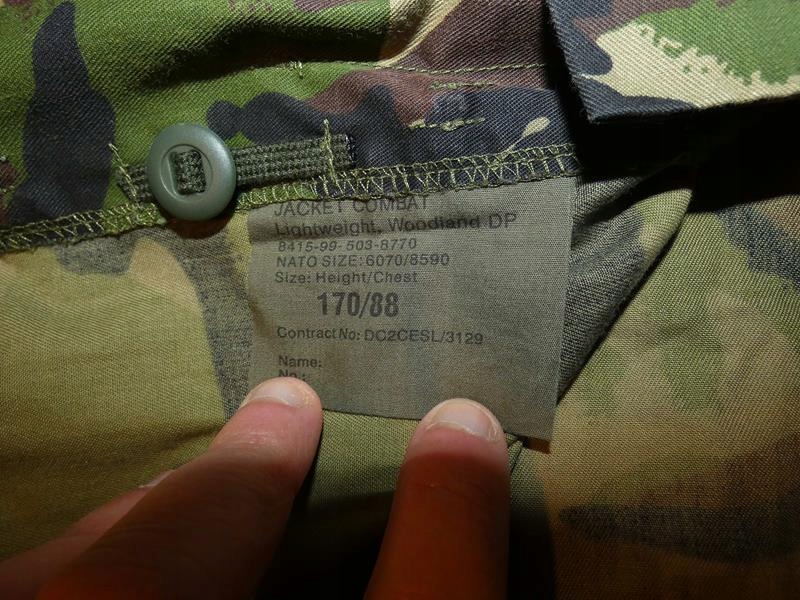 JACKET COMBAT
Lightweight, Woodland DP
8415-99-503-8770
NATO SIZE: 6070/8590
Size: Height/Chest
170/88
Contract No: DC2CESL/3129
Name:
No.: